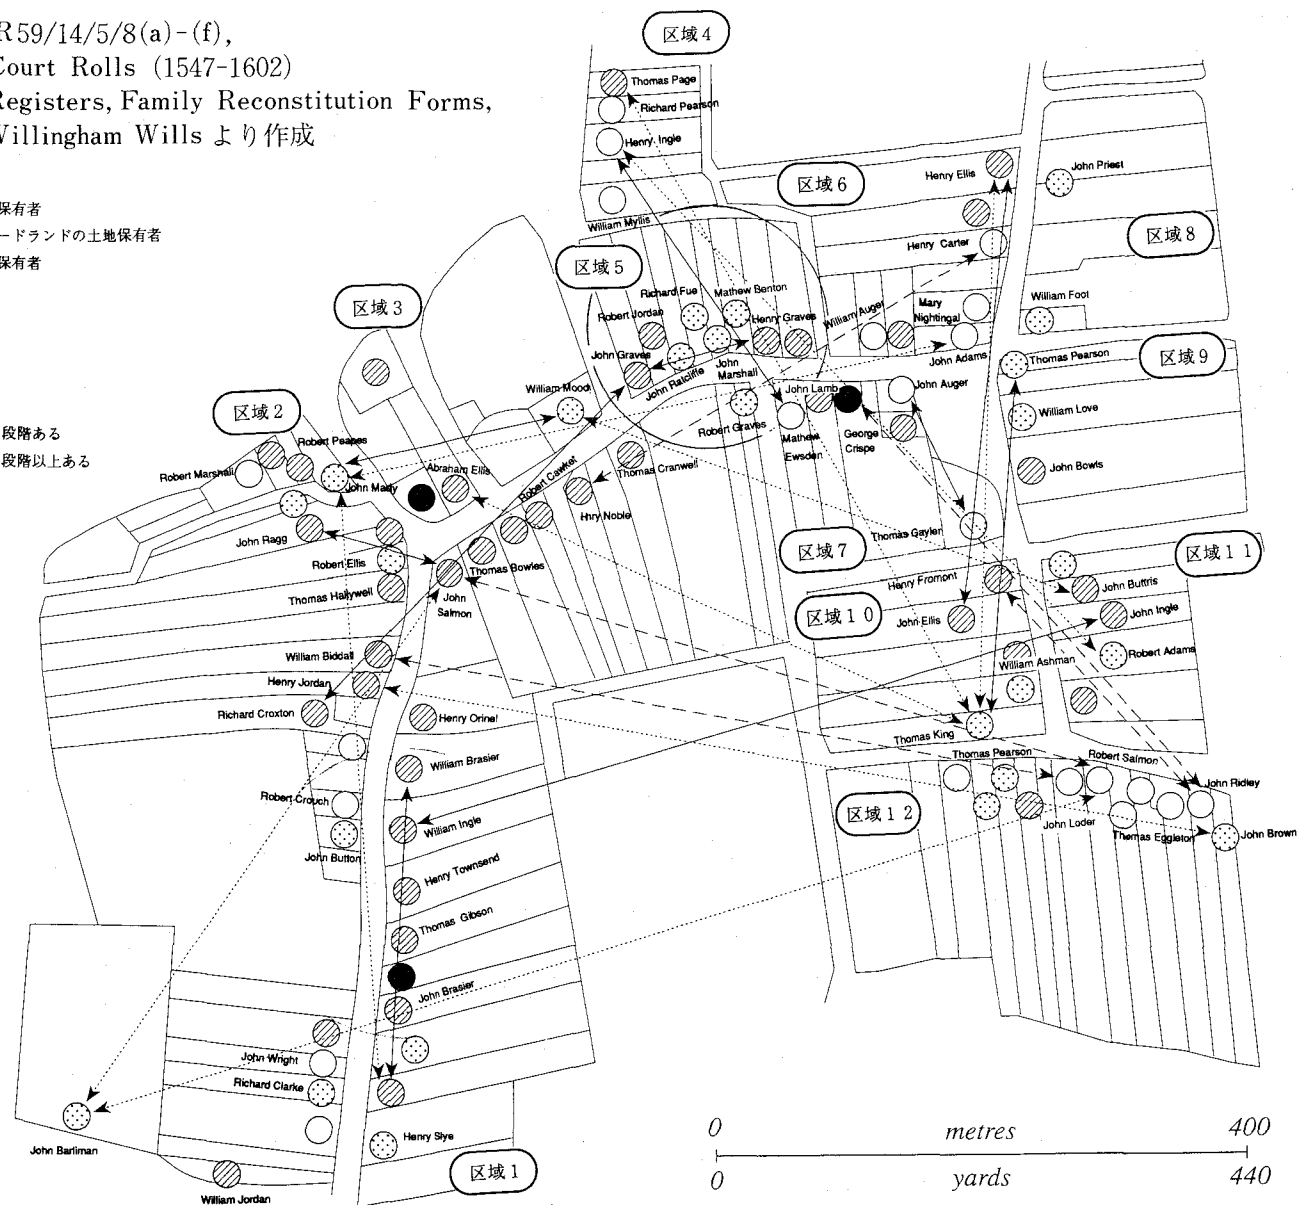 R59/14/5/8(a)-(f),
Court Rolls (1547-1602)
Registers, Family Reconstitution Forms,
Willingham Wills より作成
保有者
ードランドの土地保有者
保有者
段階ある
段階以上ある
区域4
Thomas Page
Richard Pearson
Henry Ingle
William Myllis
区域6
Henry Ellis
John Priest
Henry Carter
区域8
区域5
Richard Fue
Mathew Benton
Robert Jordan
Henry Graves
William Auger
Mary
Nightingal
William Foot
John Graves
John Ratcliffe
John
Marshall
John Adams
Thomas Pearson
区域9
区域3
William Mood
John Lamb
John Auger
William Love
Robert Graves
Mathew
Ewsden
George
Crispe
区域2
Robert Peapes
Robert Marshall
John Mady
Abraham Ellis
Robert Cawket
Thomas Cranwell
Hnry Noble
John Bowls
Thomas Gayler
John Ragg
Robert Ellis
Thomas Hallywell
Thomas Bowles
John
Salmon
区域7
区域11
Henry Fromont
John Buttris
区域10
John Ellis
John Ingle
William Ashman
Robert Adams
William Biddall
Henry Jordan
Richard Croxton
Henry Orinel
Thomas King
William Brasier
Thomas Pearson
Robert Salmon
John Ridley
Robert Crouch
William Ingle
区域12
John Loder
Thomas Eggleton
John Brown
John Button
Henry Townsend
Thomas Gibson
John Brasier
John Wright
Richard Clarke
Henry Slye
John Barliman
William Jordan
区域1
0 metres 400
0 yards 440